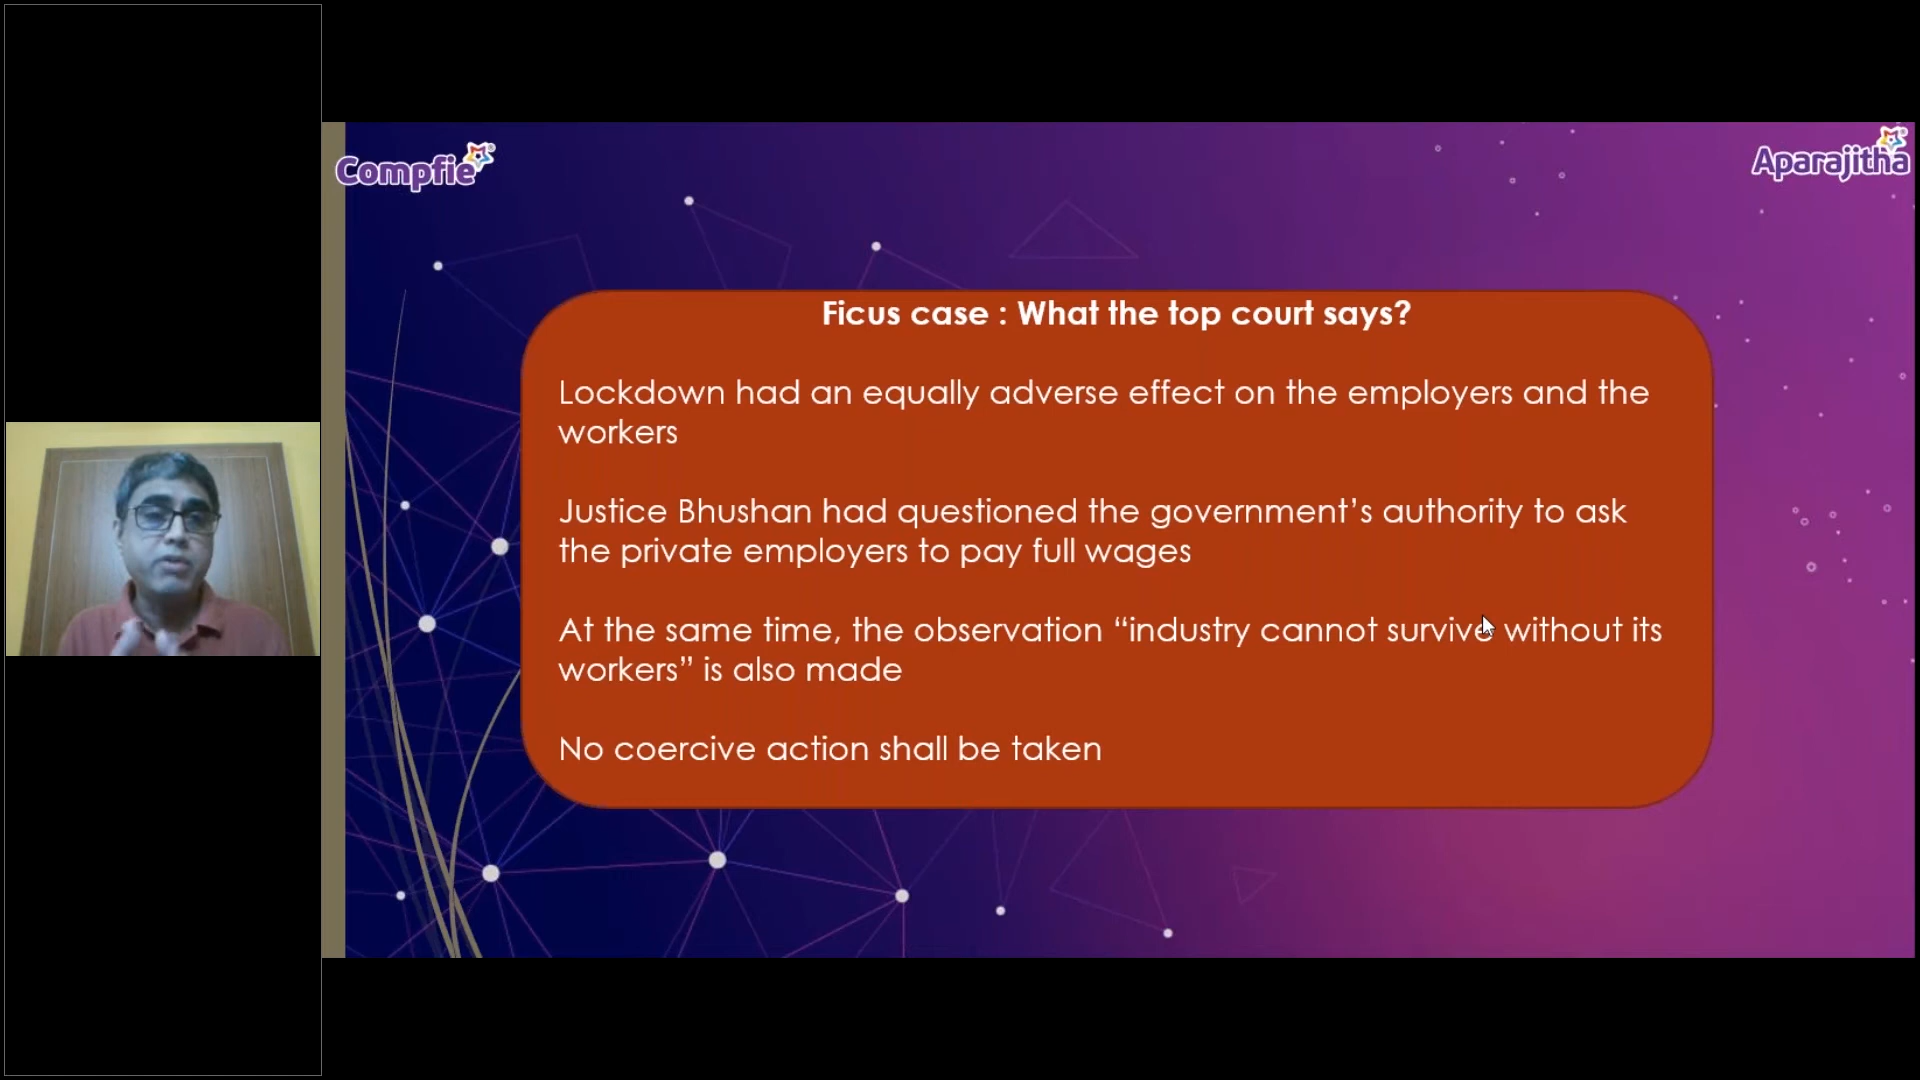 Compfie
Aparajitha
Ficus case : What the top court says?
Lockdown had an equally adverse effect on the employers and the
workers
Justice Bhushan had questioned the government’s authority to ask
the private employers to pay full wages
At the same time, the observation “industry cannot survive without its
workers” is also made
No coercive action shall be taken